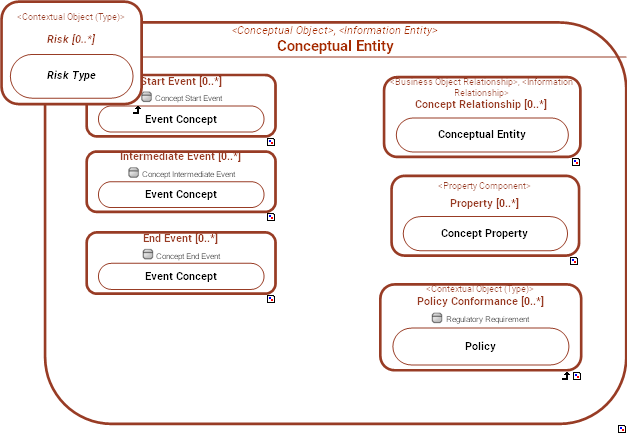 <Contextual Object (Type)>
Risk [0..*]
Risk Type
<Conceptual Object>, <Information Entity>
Conceptual Entity
Start Event [0..*]
Concept Start Event
Event Concept
Intermediate Event [0..*]
Concept Intermediate Event
Event Concept
End Event [0..*]
Concept End Event
Event Concept
<Business Object Relationship>, <Information
Relationship>
Concept Relationship [0..*]
Conceptual Entity
<Property Component>
Property [0..*]
Concept Property
<Contextual Object (Type)>
Policy Conformance [0..*]
Regulatory Requirement
Policy